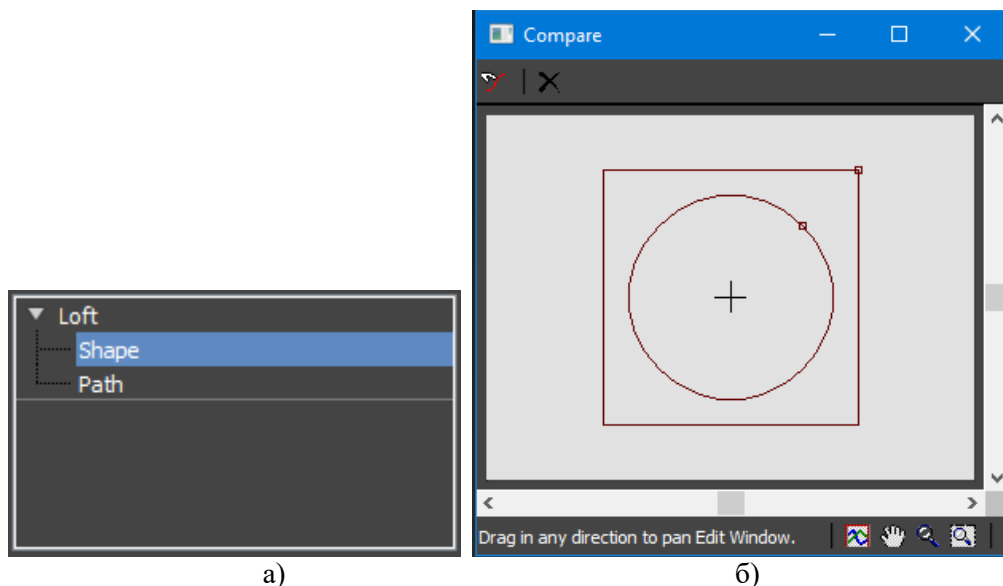 Compare
Loft
Shape
Path
Drag in any direction to pan Edit Window.
а)
б)